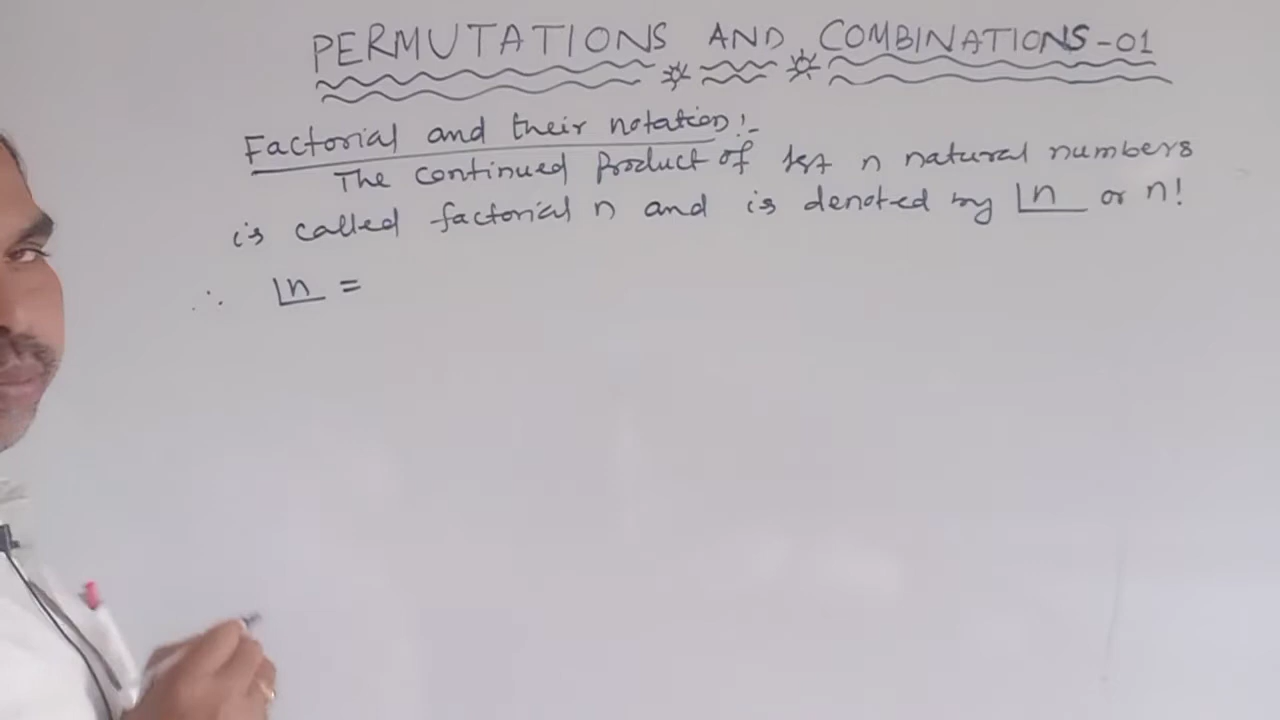 PERMUTATIONS AND COMBINATIONS-01
Factorial and their notation:-
The continued product of 1st n natural numbers
is called factorial n and is denoted by |n or n!
∴ |n =